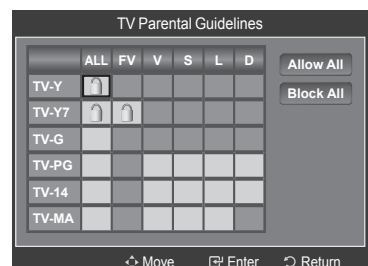 TV Parental Guidelines
ALL FV V S L D
Allow All
TV-Y
Block All
TV-Y7
TV-G
TV-PG
TV-14
TV-MA
Move Enter Return